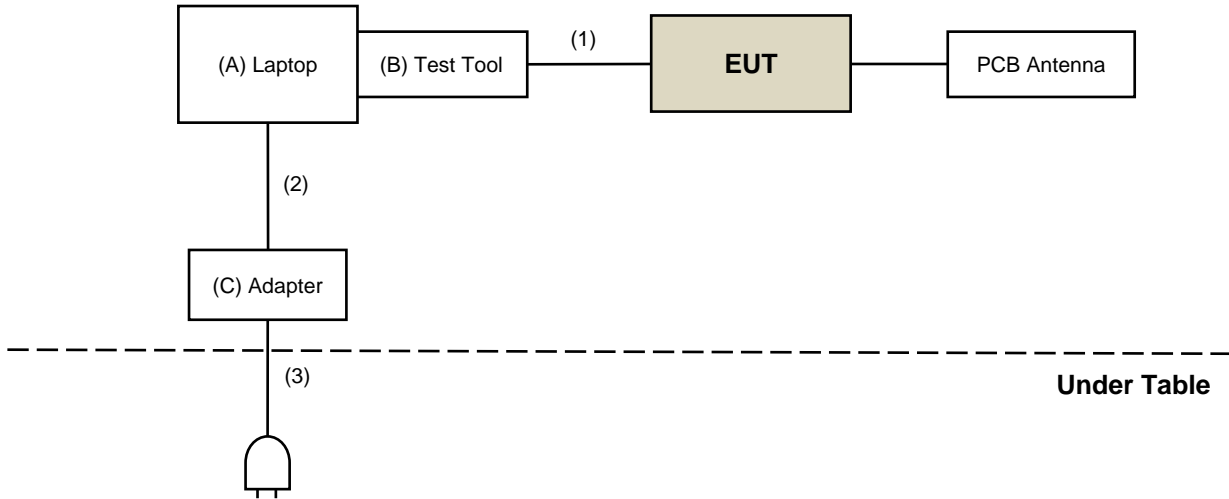 (A) Laptop
(B) Test Tool
(1)
EUT
PCB Antenna
(2)
(C) Adapter
(3)
Under Table